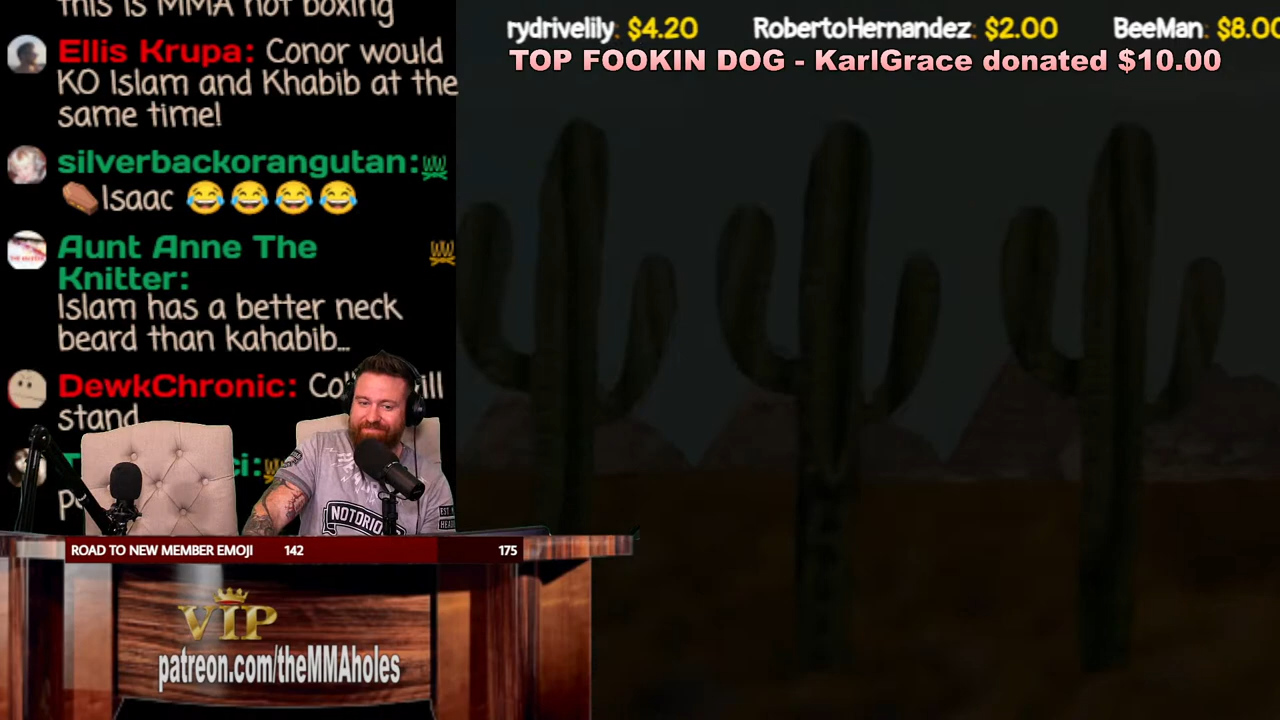 this is MMA not boxing
Ellis Krupa: Conor would
KO Islam and Khabib at the
same time!
silverbackorangutan:
Isaac 😂😂😂😂
Aunt Anne The
Knitter:
Islam has a better neck
beard than kahabib...
DewkChronic:
stand
rydrivelily: $4.20 RobertoHernandez: $2.00 BeeMan: $8.00
TOP FOOKIN DOG - KarlGrace donated $10.00
NOTORIOUS
ROAD TO NEW MEMBER EMOJI 142 175
VIP
patreon.com/theMMAholes